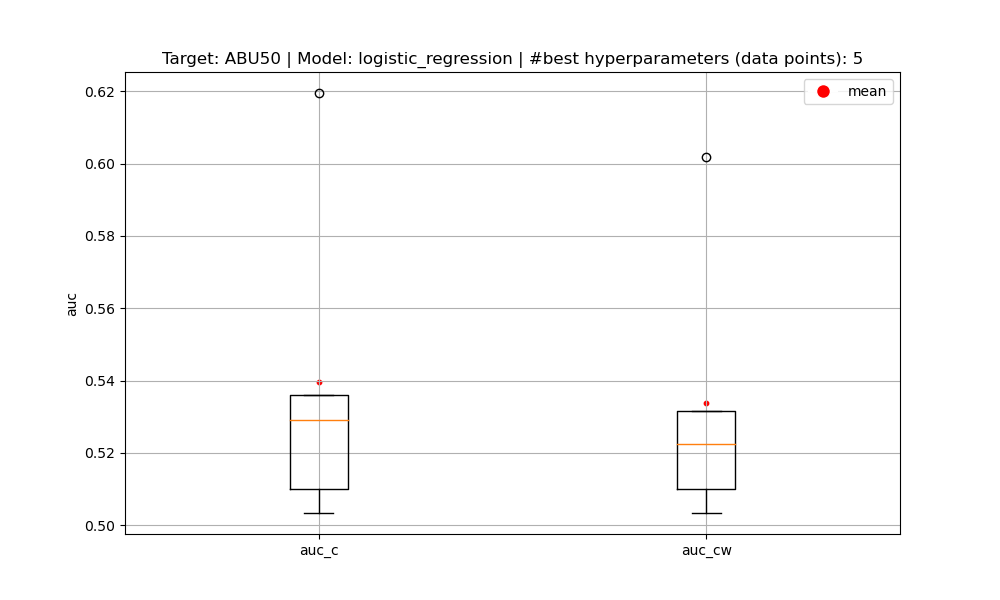 Target: ABU50 | Model: logistic_regression | #best hyperparameters (data points): 5
mean
0.62
0.60
0.58
0.56
0.54
0.52
0.50
auc
auc_c
auc_cw